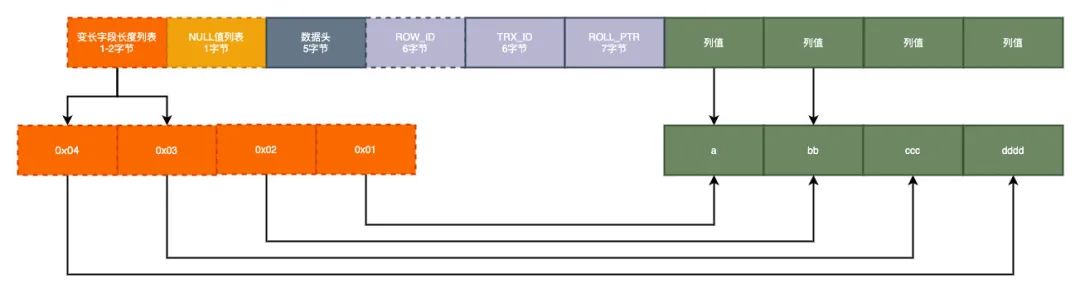 变长字段长度列表
1-2字节
NULL值列表
1字节
数据头
5字节
ROW_ID
6字节
TRX_ID
6字节
ROLL_PTR
7字节
列值
列值
列值
列值
0x04
0x03
0x02
0x01
a
bb
ccc
dddd